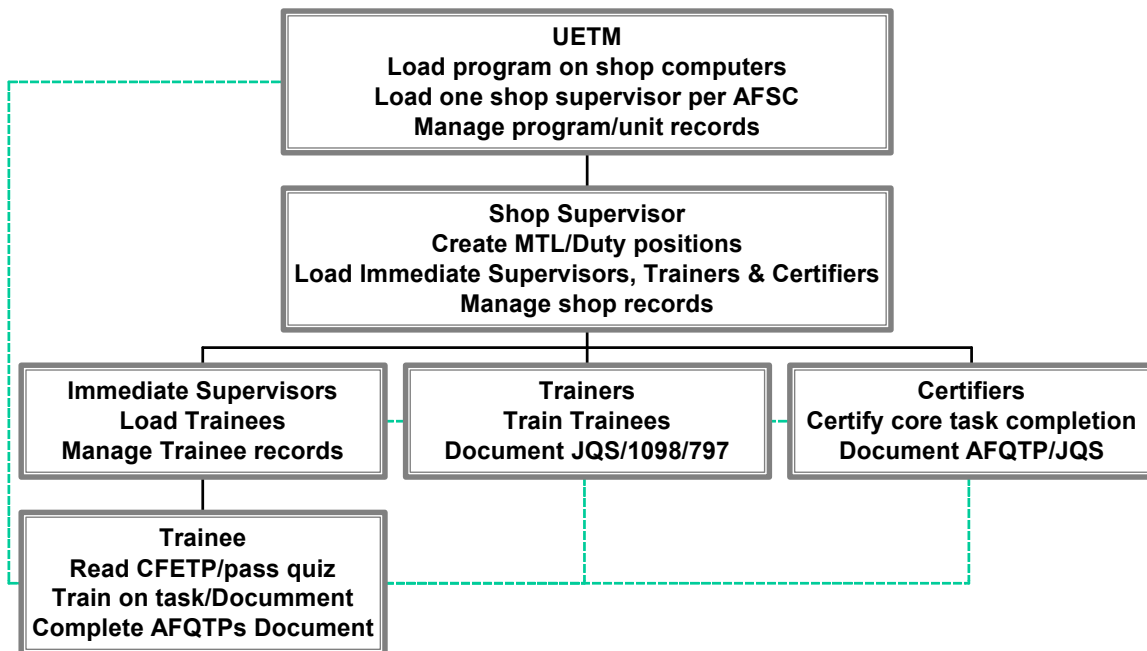 UETM
Load program on shop computers
Load one shop supervisor per AFSC
Manage program/unit records
Shop Supervisor
Create MTL/Duty positions
Load Immediate Supervisors, Trainers & Certifiers
Manage shop records
Immediate Supervisors
Load Trainees
Manage Trainee records
Trainers
Train Trainees
Document JQS/1098/797
Certifiers
Certify core task completion
Document AFQTP/JQS
Trainee
Read CFETP/pass quiz
Train on task/Documment
Complete AFQTPs Document